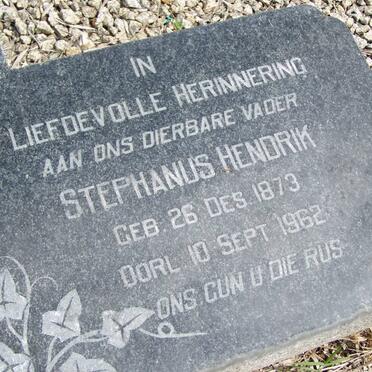 IN
LIEFDEVOLLE HERINNERING
AAN ONS DIERBARE VADER
STEPHANUS HENDRIK
GEB 26 DES 1873
OORL 10 SEPT 1962
ONS GUN U DIE RUS